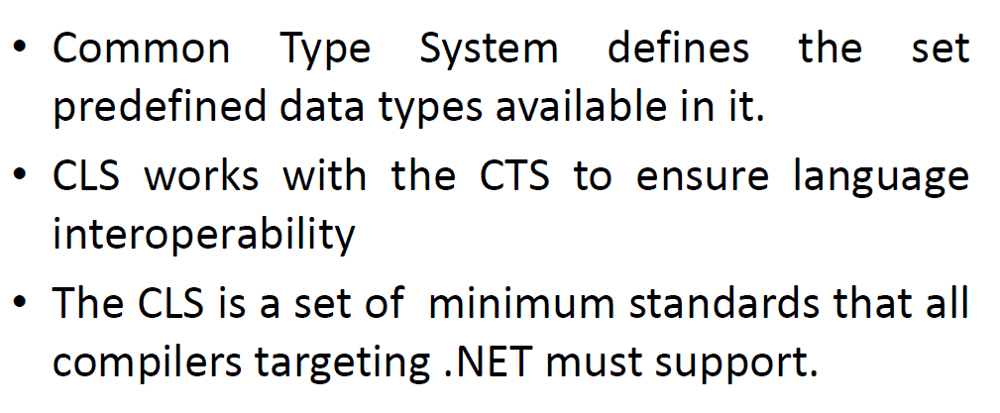 • Common Type System defines the set
predefined data types available in it.
• CLS works with the CTS to ensure language
interoperability
• The CLS is a set of  minimum standards that all
compilers targeting .NET must support.